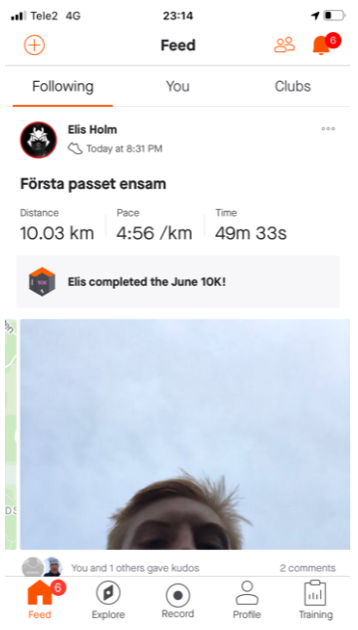 Tele2 4G 23:14
6
Feed
Following You Clubs
Elis Holm
Today at 8:31 PM
Första passet ensam
Distance Pace Time
10.03 km 4:56 /km 49m 33s
10K
Elis completed the June 10K!
You and 1 others gave kudos 2 comments
6
Feed Explore Record Profile Training